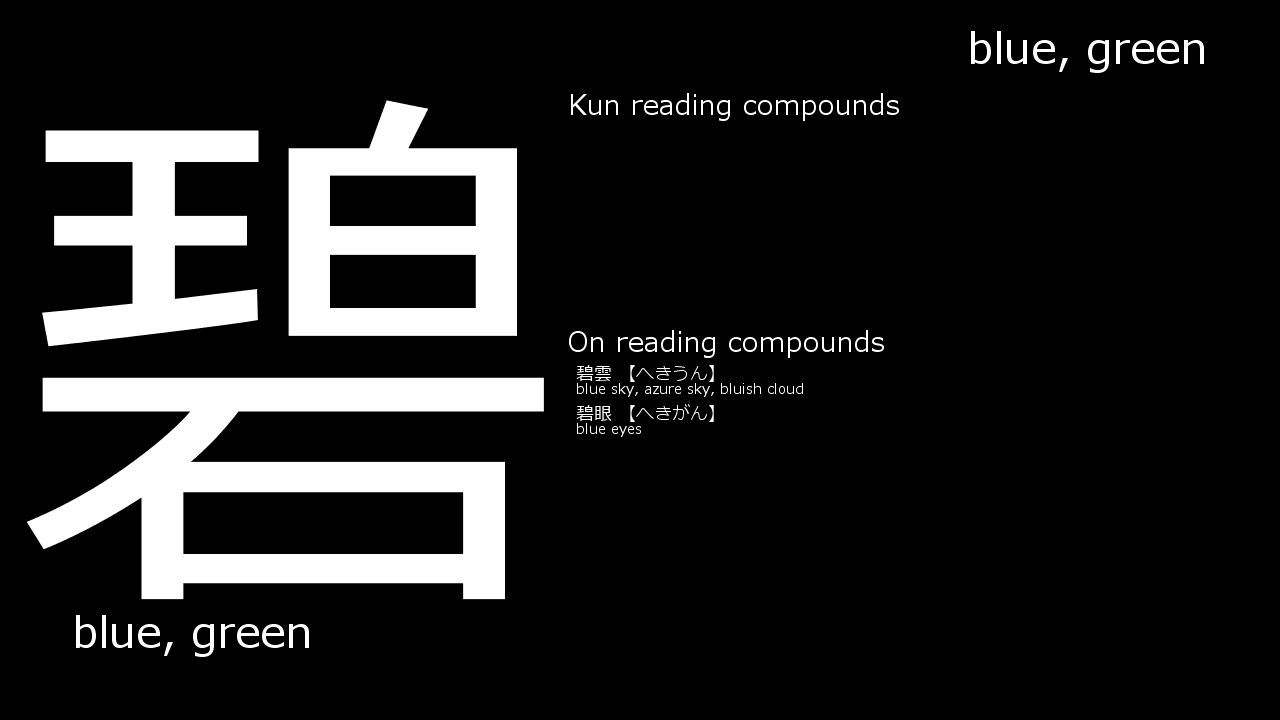 blue, green
碧
Kun reading compounds
On reading compounds
碧雲 【へきうん】
blue sky, azure sky, bluish cloud
碧眼 【へきがん】
blue eyes
blue, green